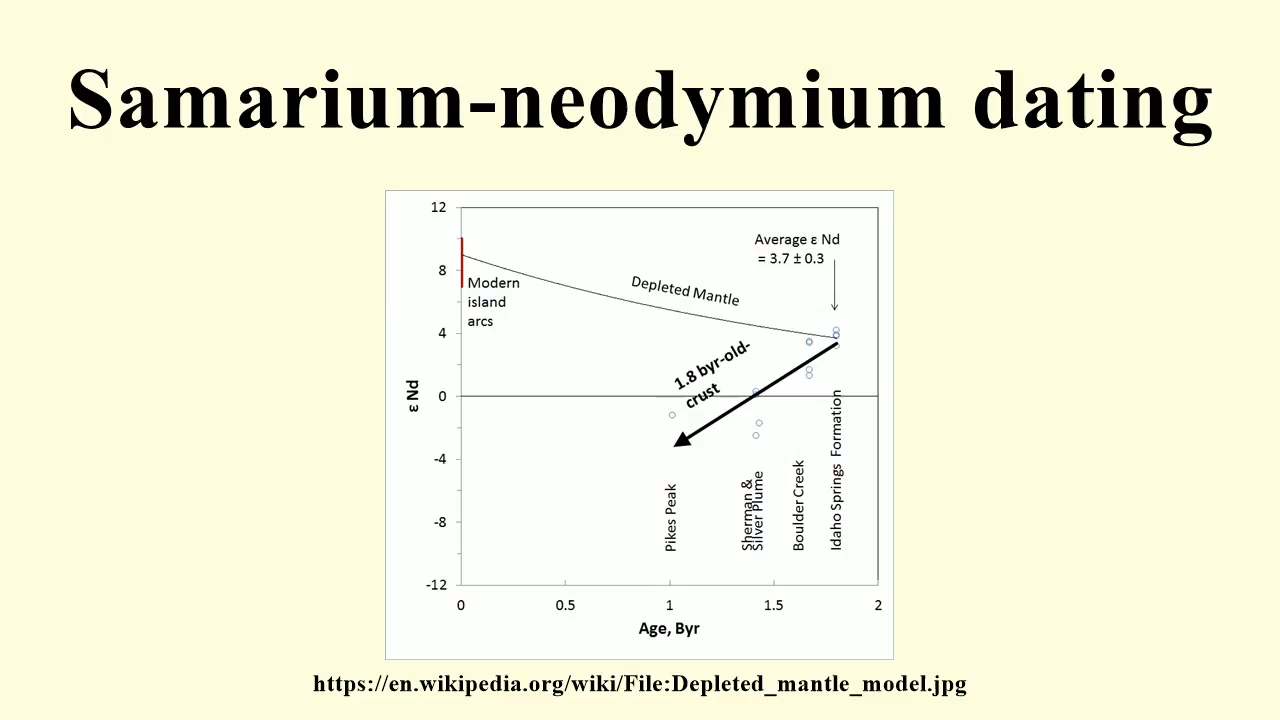 Samarium-neodymium dating
12
8
4
0
-4
-8
-12
ε Nd
Average ε Nd
= 3.7 ± 0.3
Depleted Mantle
Modern
island
arcs
1.8 byr-old-
crust
0
Pikes Peak
Sherman &
Silver Plume
Boulder Creek
Idaho Springs Formation
0
0.5
1
1.5
2
Age, Byr
https://en.wikipedia.org/wiki/File:Depleted_mantle_model.jpg